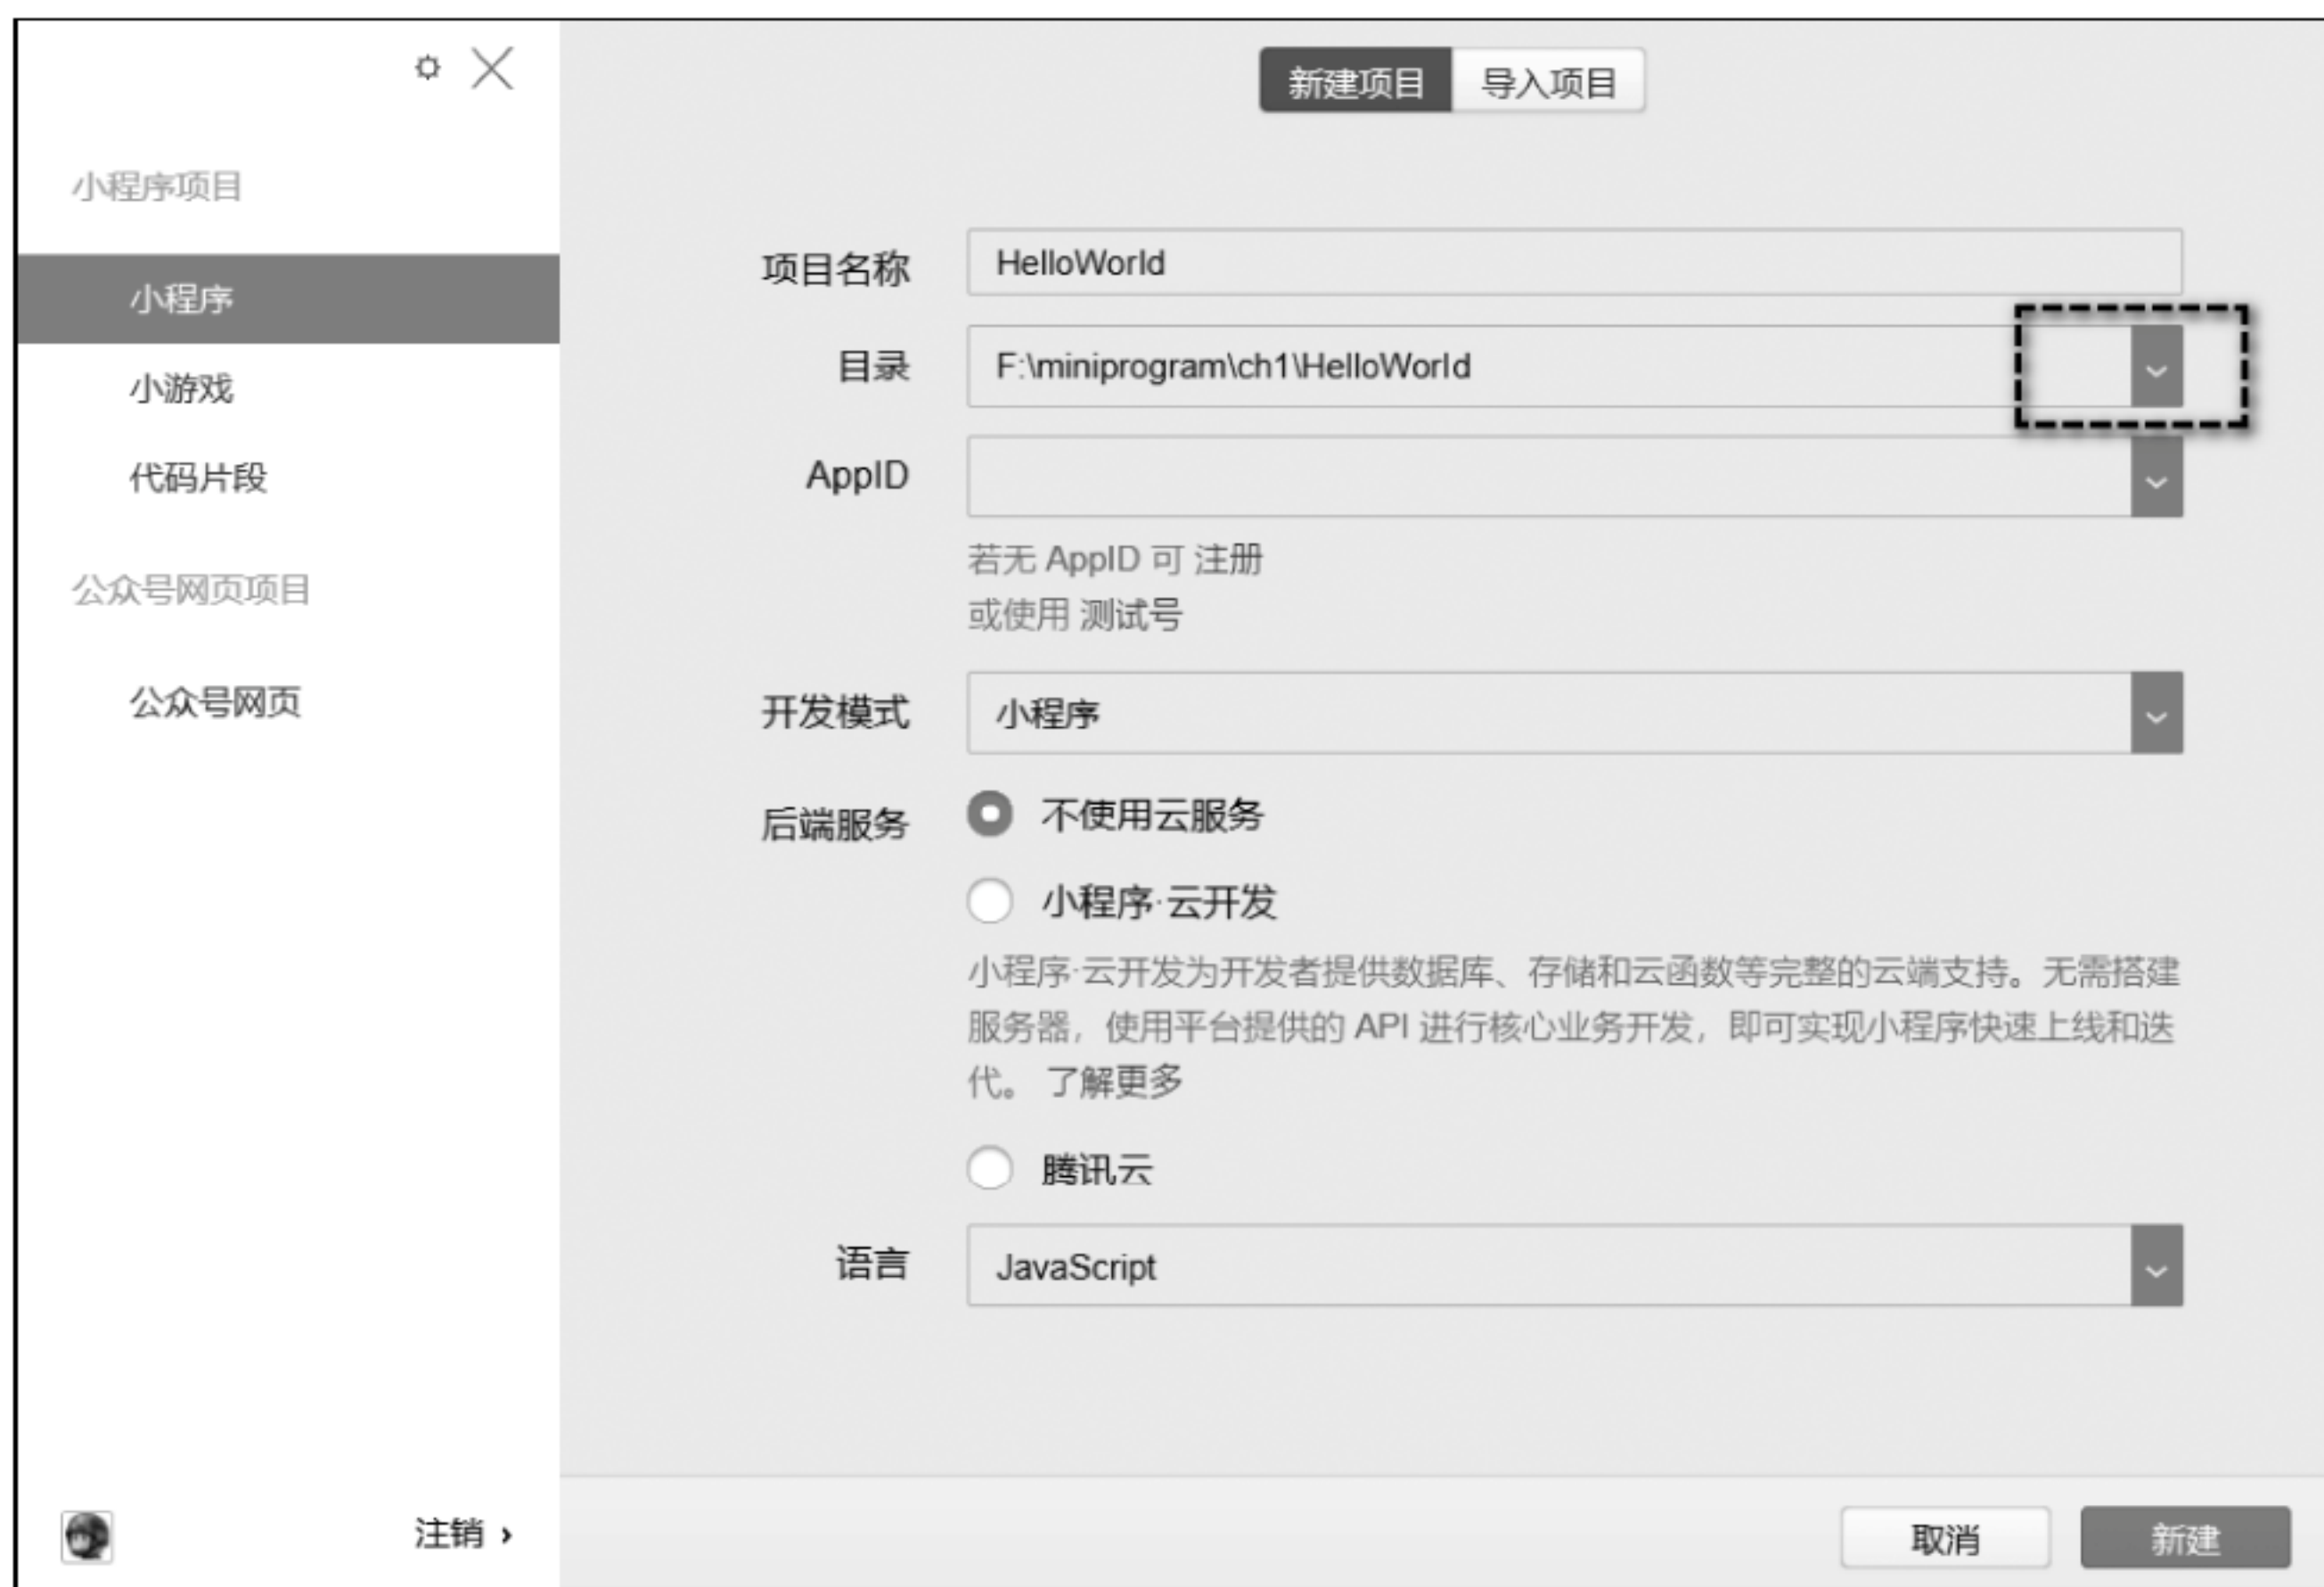 新建项目 导入项目
小程序项目
小程序
小游戏
代码片段
公众号网页项目
公众号网页
注销
项目名称 HelloWorld
目录 F:\miniprogram\ch1\HelloWorld
AppID
若无 AppID 可 注册
或使用 测试号
开发模式 小程序
后端服务 不使用云服务
小程序·云开发
小程序·云开发为开发者提供数据库、存储和云函数等完整的云端支持。无需搭建
服务器，使用平台提供的 API 进行核心业务开发，即可实现小程序快速上线和迭
代。 了解更多
腾讯云
语言 JavaScript
取消 新建